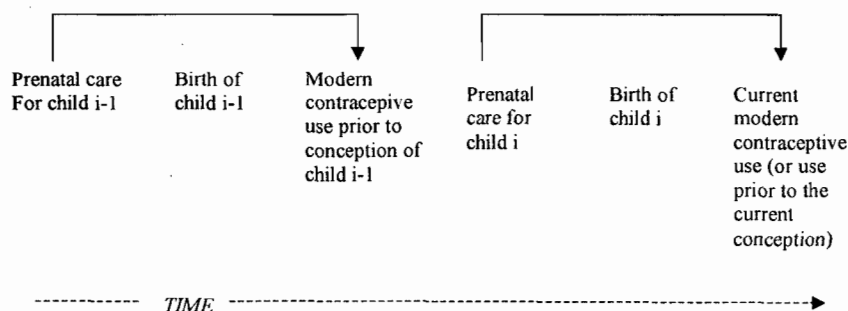 Prenatal care
For child i-1
Birth of
child i-1
Modern
contracepive
use prior to
conception of
child i-1
Prenatal
care for
child i
Birth of
child i
Current
modern
contraceptive
use (or use
prior to the
current
conception)
TIME